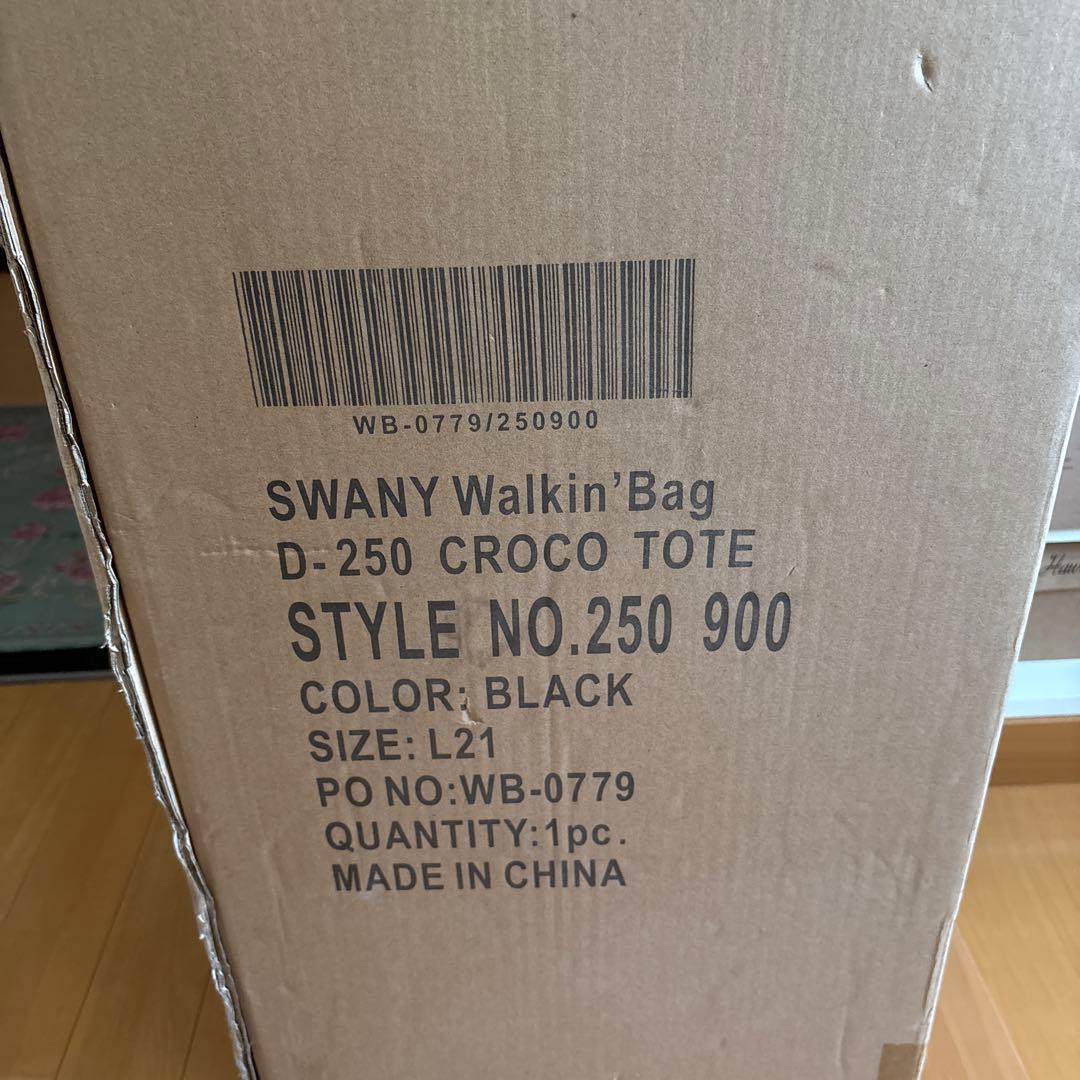 WB-0779/250900
SWANY Walkin'Bag
D-250 CROCO TOTE
STYLE NO.250 900
COLOR: BLACK
SIZE: L21
PO NO:WB-0779
QUANTITY:1pc.
MADE IN CHINA